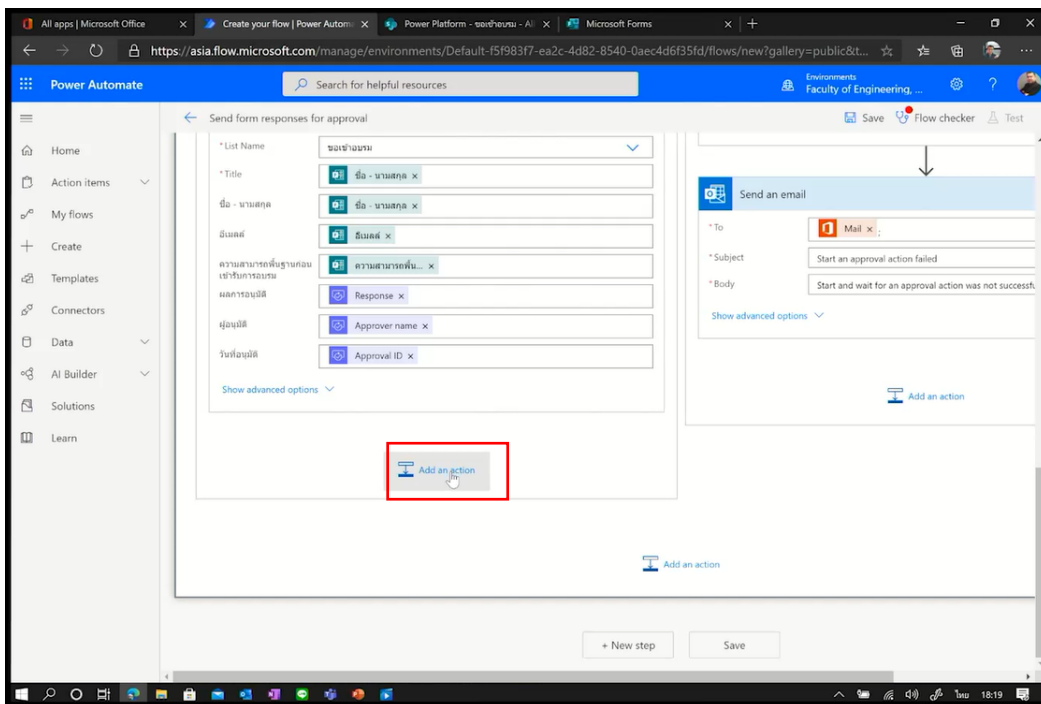 All apps | Microsoft Office
Create your flow | Power Autom
Power Platform - ขอเข้าอบรม - All
Microsoft Forms
https://asia.flow.microsoft.com/manage/environments/Default-f5f983f7-ea2c-4d82-8540-0aec4d6f35fd/flows/new?gallery=public&t...
Power Automate
Search for helpful resources
Environments
Faculty of Engineering, ...
Send form responses for approval
Save
Flow checker
Test
Home
Action items
My flows
Create
Templates
Connectors
Data
AI Builder
Solutions
Learn
* List Name
ขอเข้าอบรม
* Title
ชื่อ - นามสกุล ×
ชื่อ - นามสกุล
ชื่อ - นามสกุล ×
อีเมลล์
อีเมลล์ ×
ความสามารถพื้นฐานก่อน
เข้ารับการอบรม
ความสามารถพื้น... ×
ผลการอนุมัติ
Response ×
ผู้อนุมัติ
Approver name ×
วันที่อนุมัติ
Approval ID ×
Show advanced options
Add an action
Send an email
* To
Mail × ;
* Subject
Start an approval action failed
* Body
Start and wait for an approval action was not successfu
Show advanced options
Add an action
Add an action
+ New step
Save
ไทย
18:19